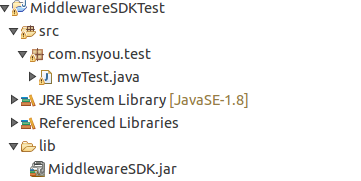 MiddlewareSDKTest
src
com.nsyou.test
mwTest.java
JRE System Library [JavaSE-1.8]
Referenced Libraries
lib
MiddlewareSDK.jar